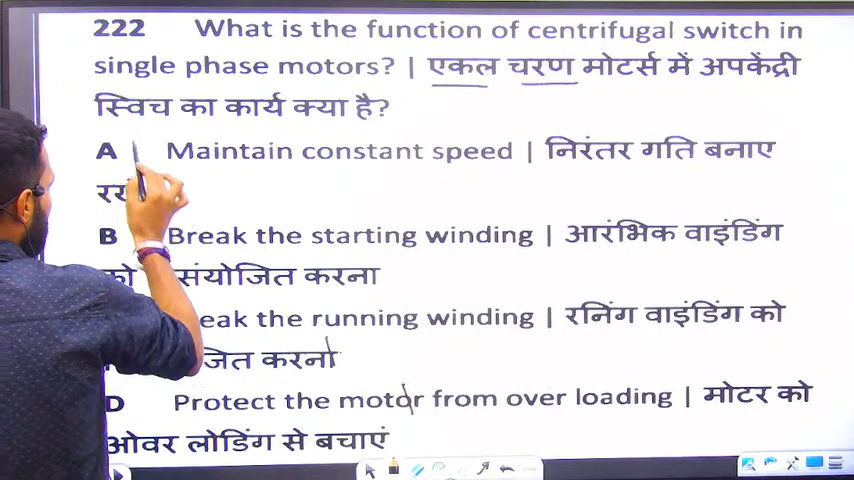 222 What is the function of centrifugal switch in
single phase motors? | एकल चरण मोटर्स में अपकेंद्री
स्विच का कार्य क्या है?
A Maintain constant speed | निरंतर गति बनाए
B Break the starting winding | आरंभिक वाइंडिंग
को संयोजित करना
the running winding | रनिंग वाइंडिंग को
करना
D Protect the motor from over loading | मोटर को
ओवर लोडिंग से बचाएं